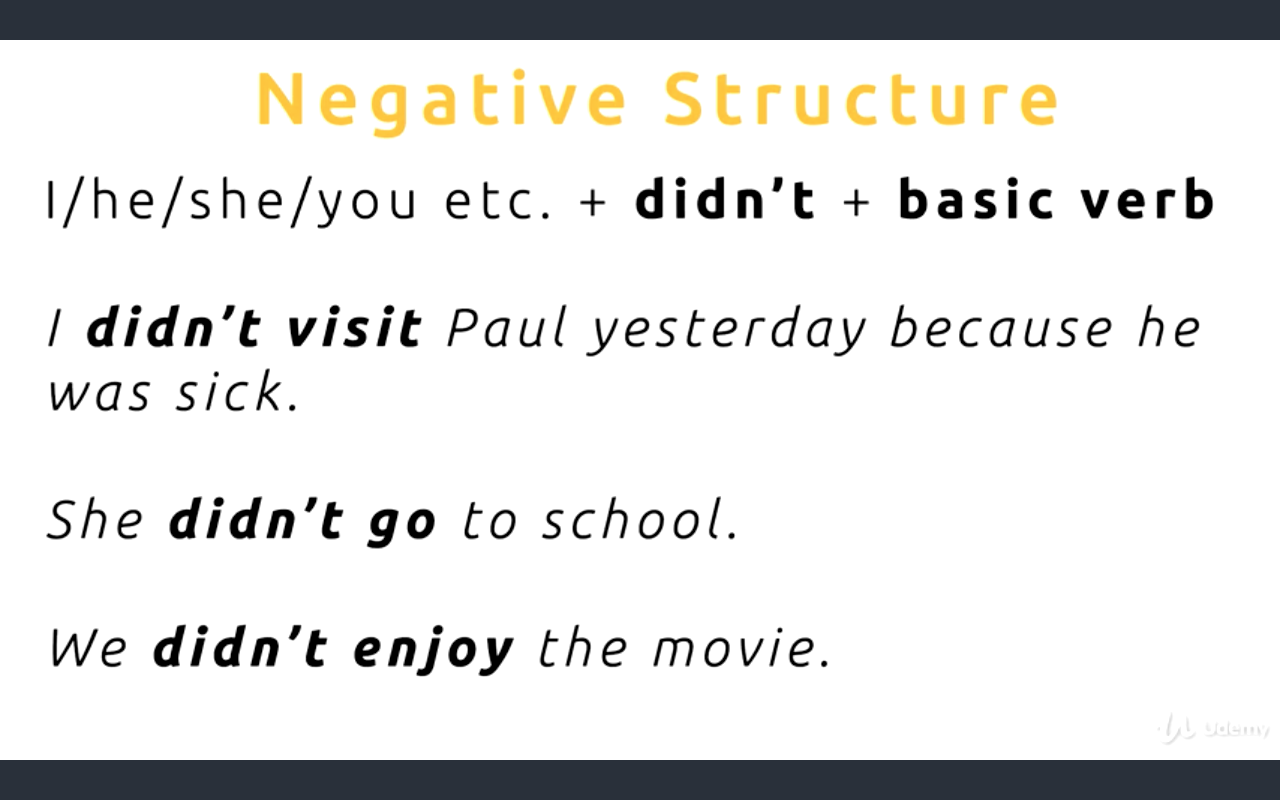 Negative Structure
I/he/she/you etc. + didn’t + basic verb
I didn’t visit Paul yesterday because he
was sick.
She didn’t go to school.
We didn’t enjoy the movie.
Udemy